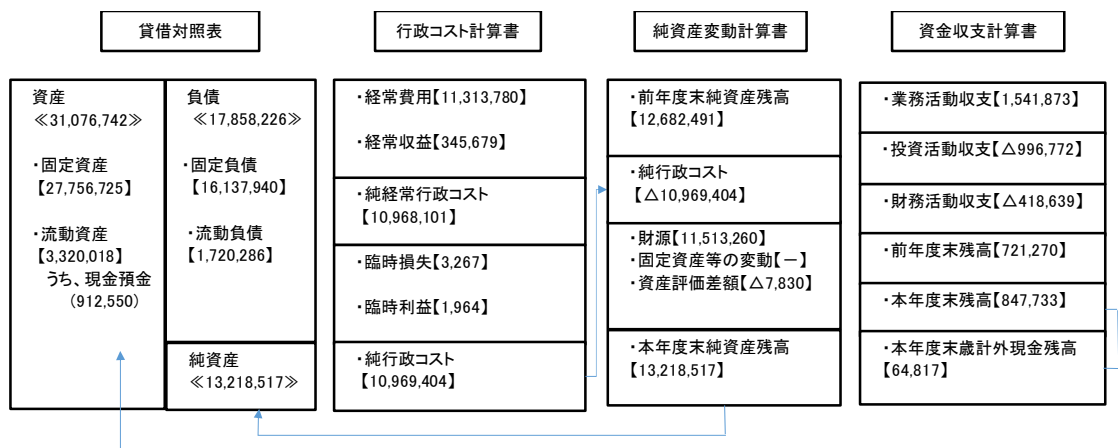 貸借対照表
資産
≪31,076,742≫
・固定資産
【27,756,725】
・流動資産
【3,320,018】
うち、現金預金
(912,550)
負債
≪17,858,226≫
・固定負債
【16,137,940】
・流動負債
【1,720,286】
純資産
≪13,218,517≫
行政コスト計算書
・経常費用【11,313,780】
・経常収益【345,679】
・純経常行政コスト
【10,968,101】
・臨時損失【3,267】
・臨時利益【1,964】
・純行政コスト
【10,969,404】
純資産変動計算書
・前年度末純資産残高
【12,682,491】
・純行政コスト
【△10,969,404】
・財源【11,513,260】
・固定資産等の変動【－】
・資産評価差額【△7,830】
・本年度末純資産残高
【13,218,517】
資金収支計算書
・業務活動収支【1,541,873】
・投資活動収支【△996,772】
・財務活動収支【△418,639】
・前年度末残高【721,270】
・本年度末残高【847,733】
・本年度末歳計外現金残高
【64,817】